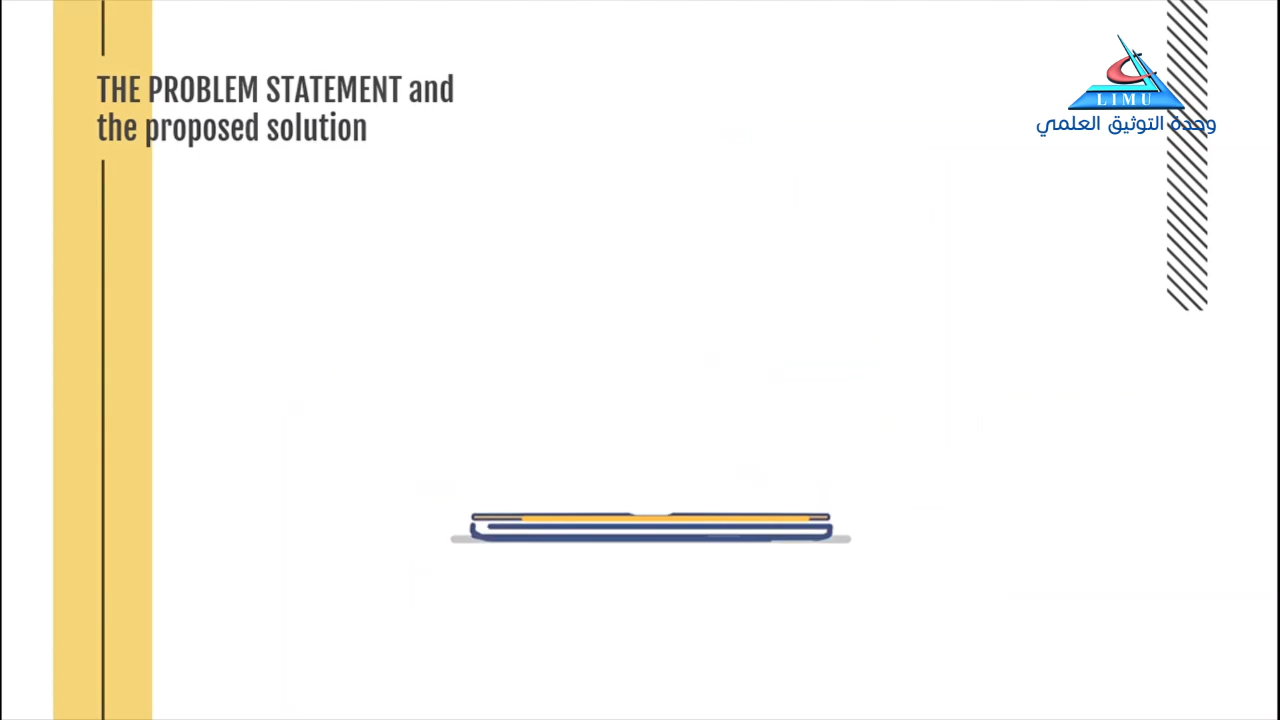 THE PROBLEM STATEMENT and
the proposed solution
LIMU
وحدة التوثيق العلمي